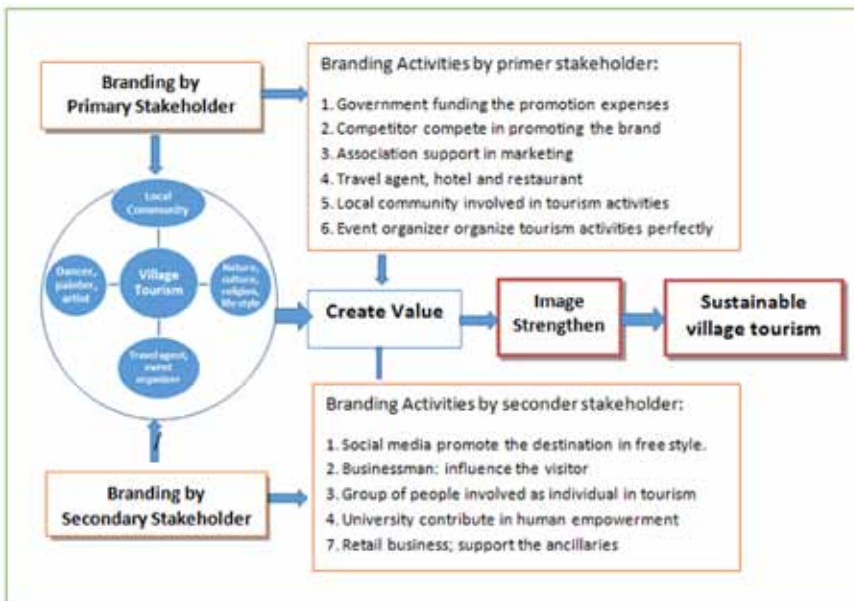 Branding by
Primary Stakeholder
Branding Activities by primer stakeholder:
1. Government funding the promotion expenses
2. Competitor compete in promoting the brand
3. Association support in marketing
4. Travel agent, hotel and restaurant
5. Local community involved in tourism activities
6. Event organizer organize tourism activities perfectly
Local
Community
Dancer,
painter,
artist
Village
Tourism
Nature,
culture,
religion,
life style
Travel agent,
event
organizer
Create Value
Image
Strengthen
Sustainable
village tourism
Branding by
Secondary Stakeholder
Branding Activities by seconder stakeholder:
1. Social media promote the destination in free style.
2. Businessman; influence the visitor
3. Group of people involved as individual in tourism
4. University contribute in human empowerment
7. Retail business; support the ancillaries